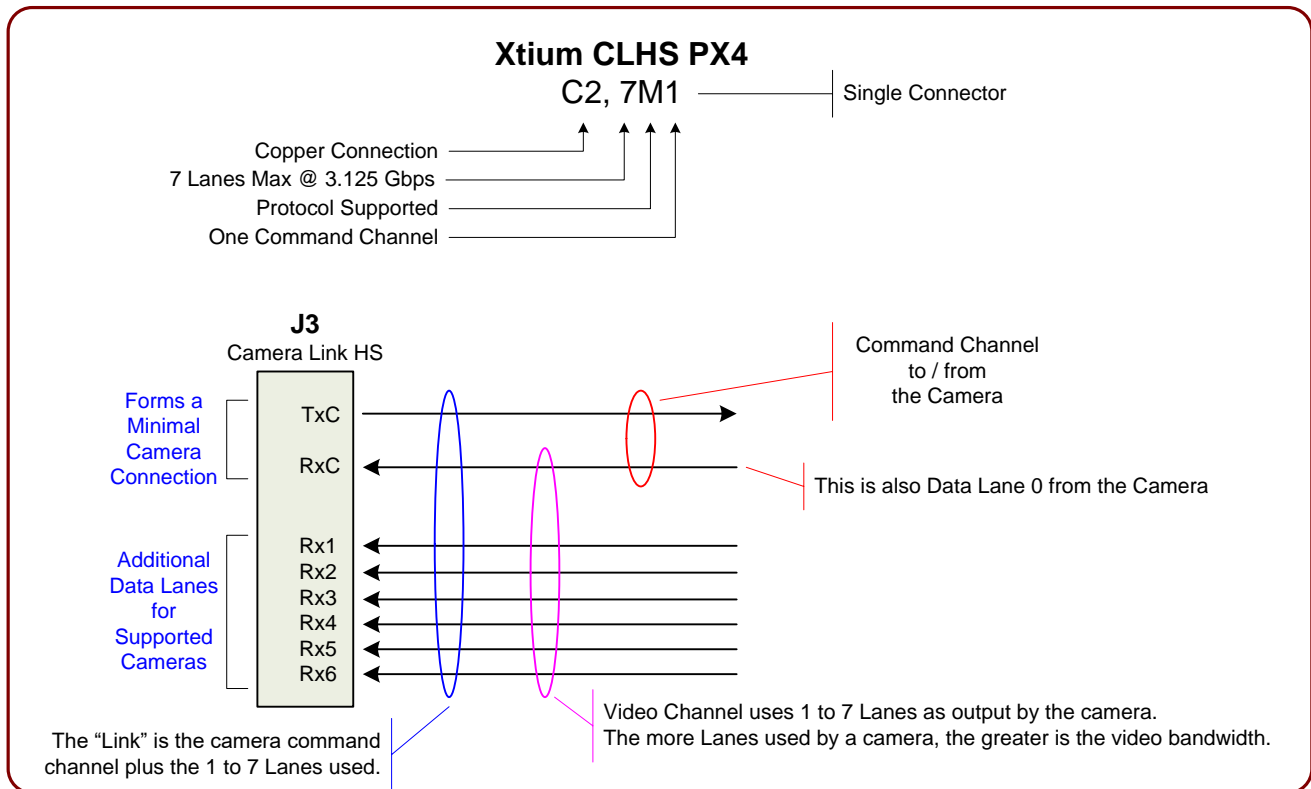 Xtium CLHS PX4
C2, 7M1
Single Connector
Copper Connection
7 Lanes Max @ 3.125 Gbps
Protocol Supported
One Command Channel
J3
Camera Link HS
Forms a
Minimal
Camera
Connection
TxC
RxC
Command Channel
to / from
the Camera
This is also Data Lane 0 from the Camera
Additional
Data Lanes
for
Supported
Cameras
Rx1
Rx2
Rx3
Rx4
Rx5
Rx6
Video Channel uses 1 to 7 Lanes as output by the camera.
The more Lanes used by a camera, the greater is the video bandwidth.
The “Link” is the camera command
channel plus the 1 to 7 Lanes used.